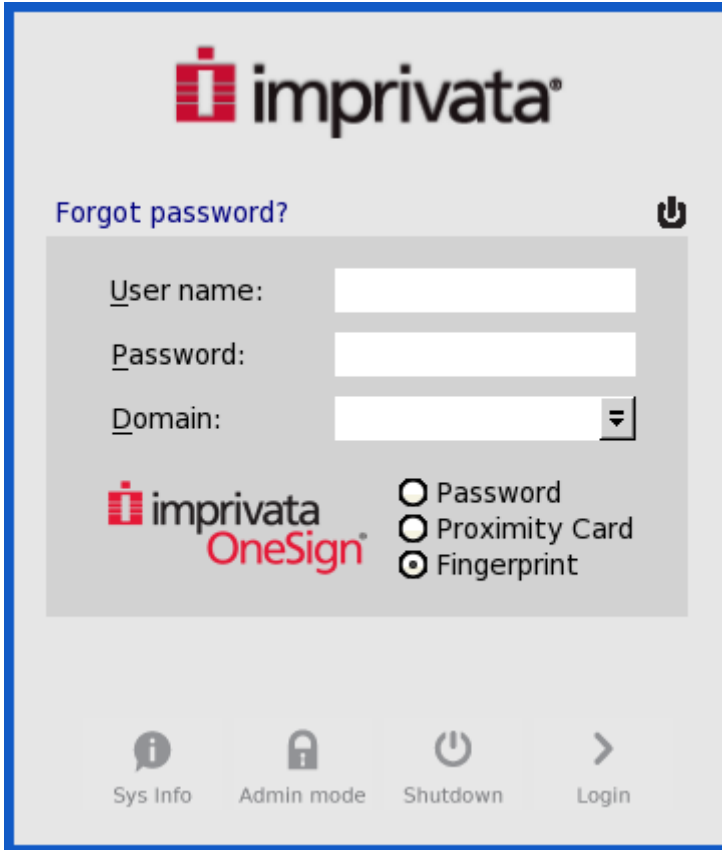 imprivata®
Forgot password?
User name:
Password:
Domain:
imprivata
OneSign®
Password
Proximity Card
Fingerprint
Sys Info
Admin mode
Shutdown
Login